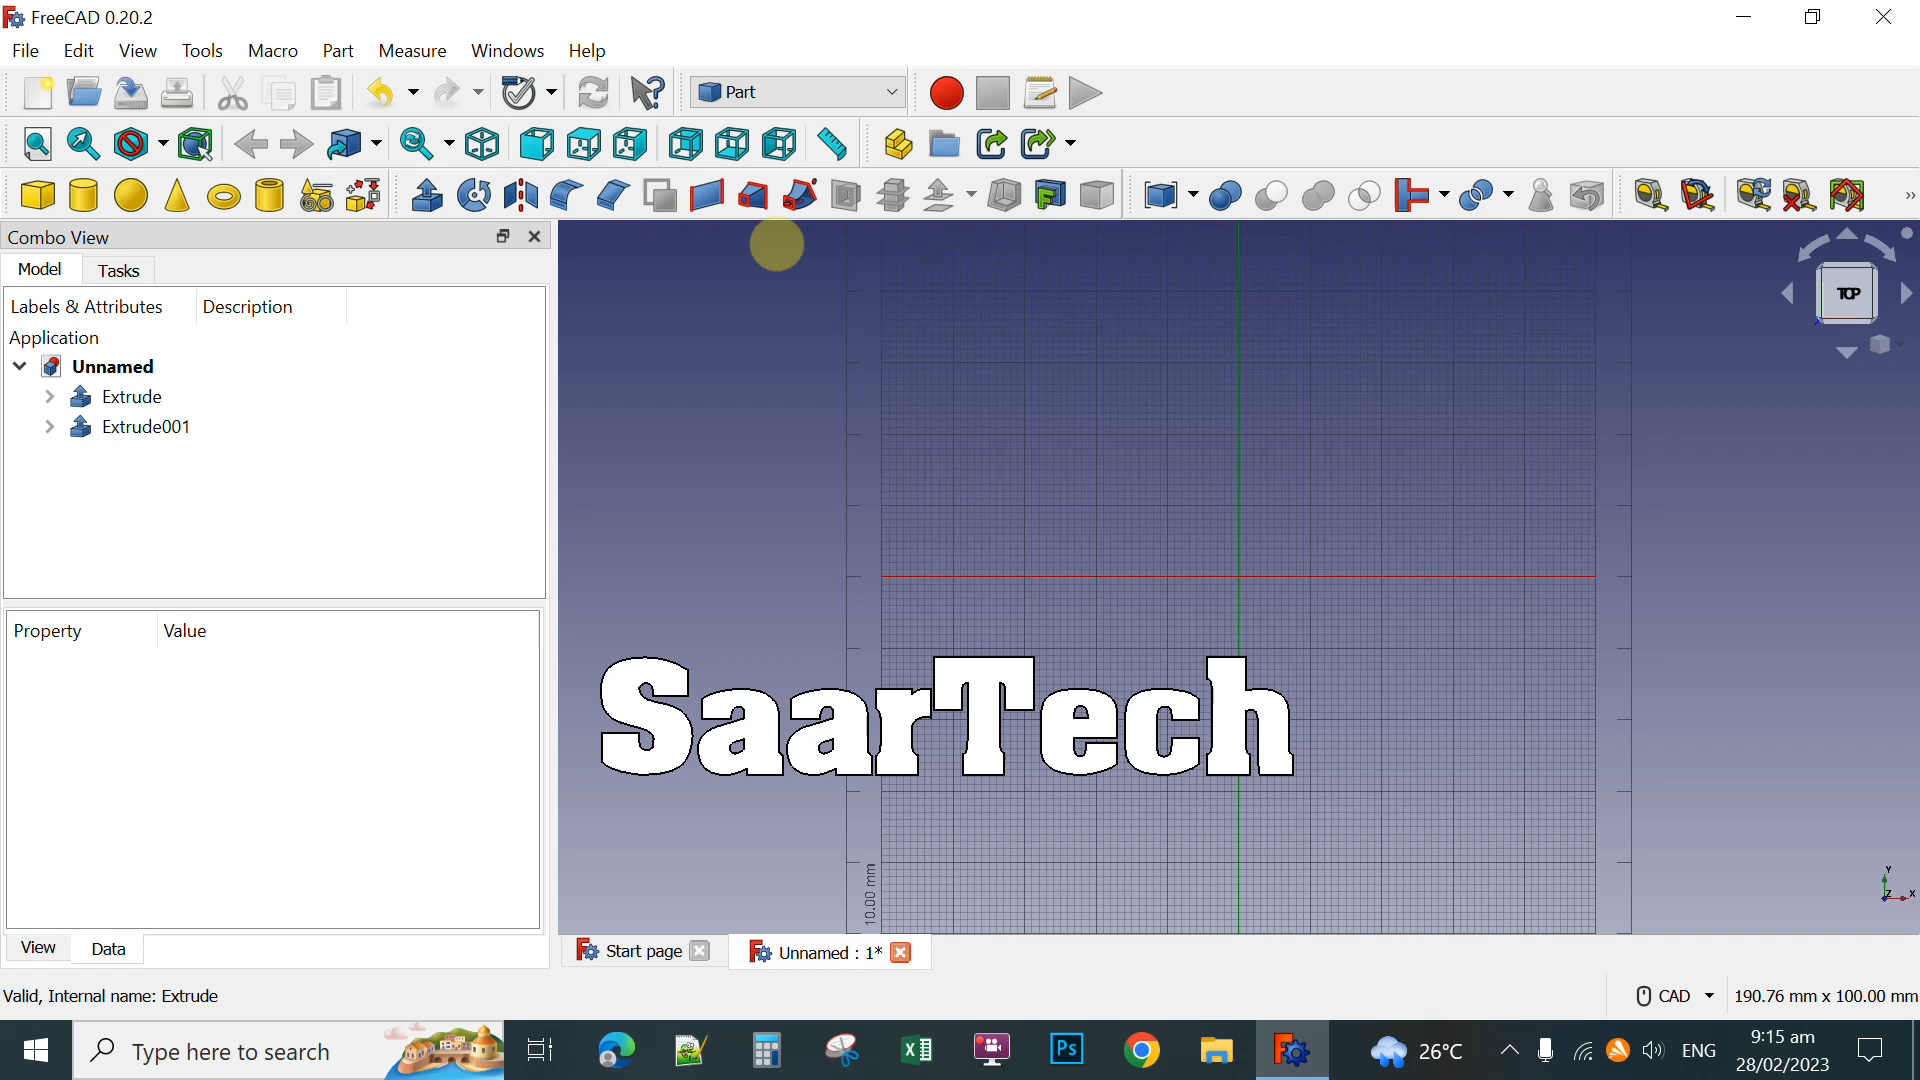 FreeCAD 0.20.2
File Edit View Tools Macro Part Measure Windows Help
Part
Combo View
Model Tasks
Labels & Attributes Description
Application
Unnamed
Extrude
Extrude001
TOP
SaarTech
Property Value
10.00 mm
Y
Z X
View Data
Start page Unnamed : 1*
Valid, Internal name: Extrude
CAD 190.76 mm x 100.00 mm
Type here to search
Ps
26°C
ENG
9:15 am
28/02/2023